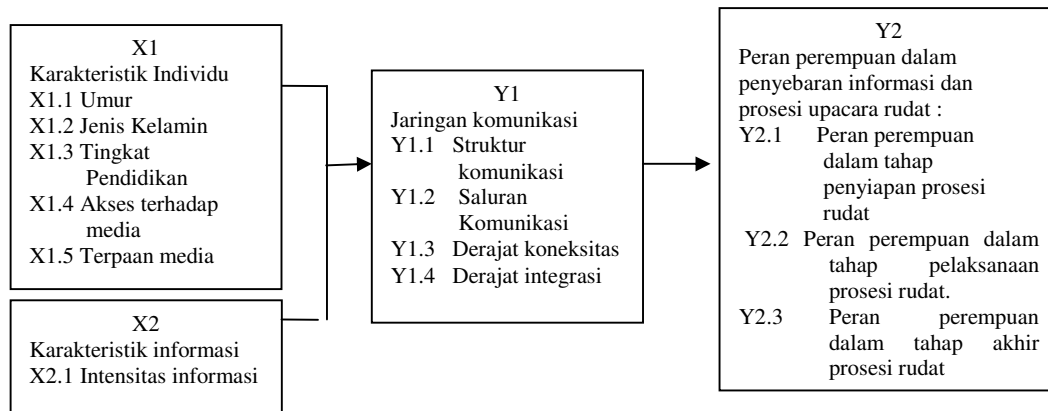 X1
Karakteristik Individu
X1.1 Umur
X1.2 Jenis Kelamin
X1.3 Tingkat
Pendidikan
X1.4 Akses terhadap
media
X1.5 Terpaan media
X2
Karakteristik informasi
X2.1 Intensitas informasi
Y1
Jaringan komunikasi
Y1.1 Struktur
komunikasi
Y1.2 Saluran
Komunikasi
Y1.3 Derajat koneksitas
Y1.4 Derajat integrasi
Y2
Peran perempuan dalam
penyebaran informasi dan
prosesi upacara rudat :
Y2.1 Peran perempuan
dalam tahap
penyiapan prosesi
rudat
Y2.2 Peran perempuan dalam
tahap pelaksanaan
prosesi rudat.
Y2.3 Peran perempuan
dalam tahap akhir
prosesi rudat